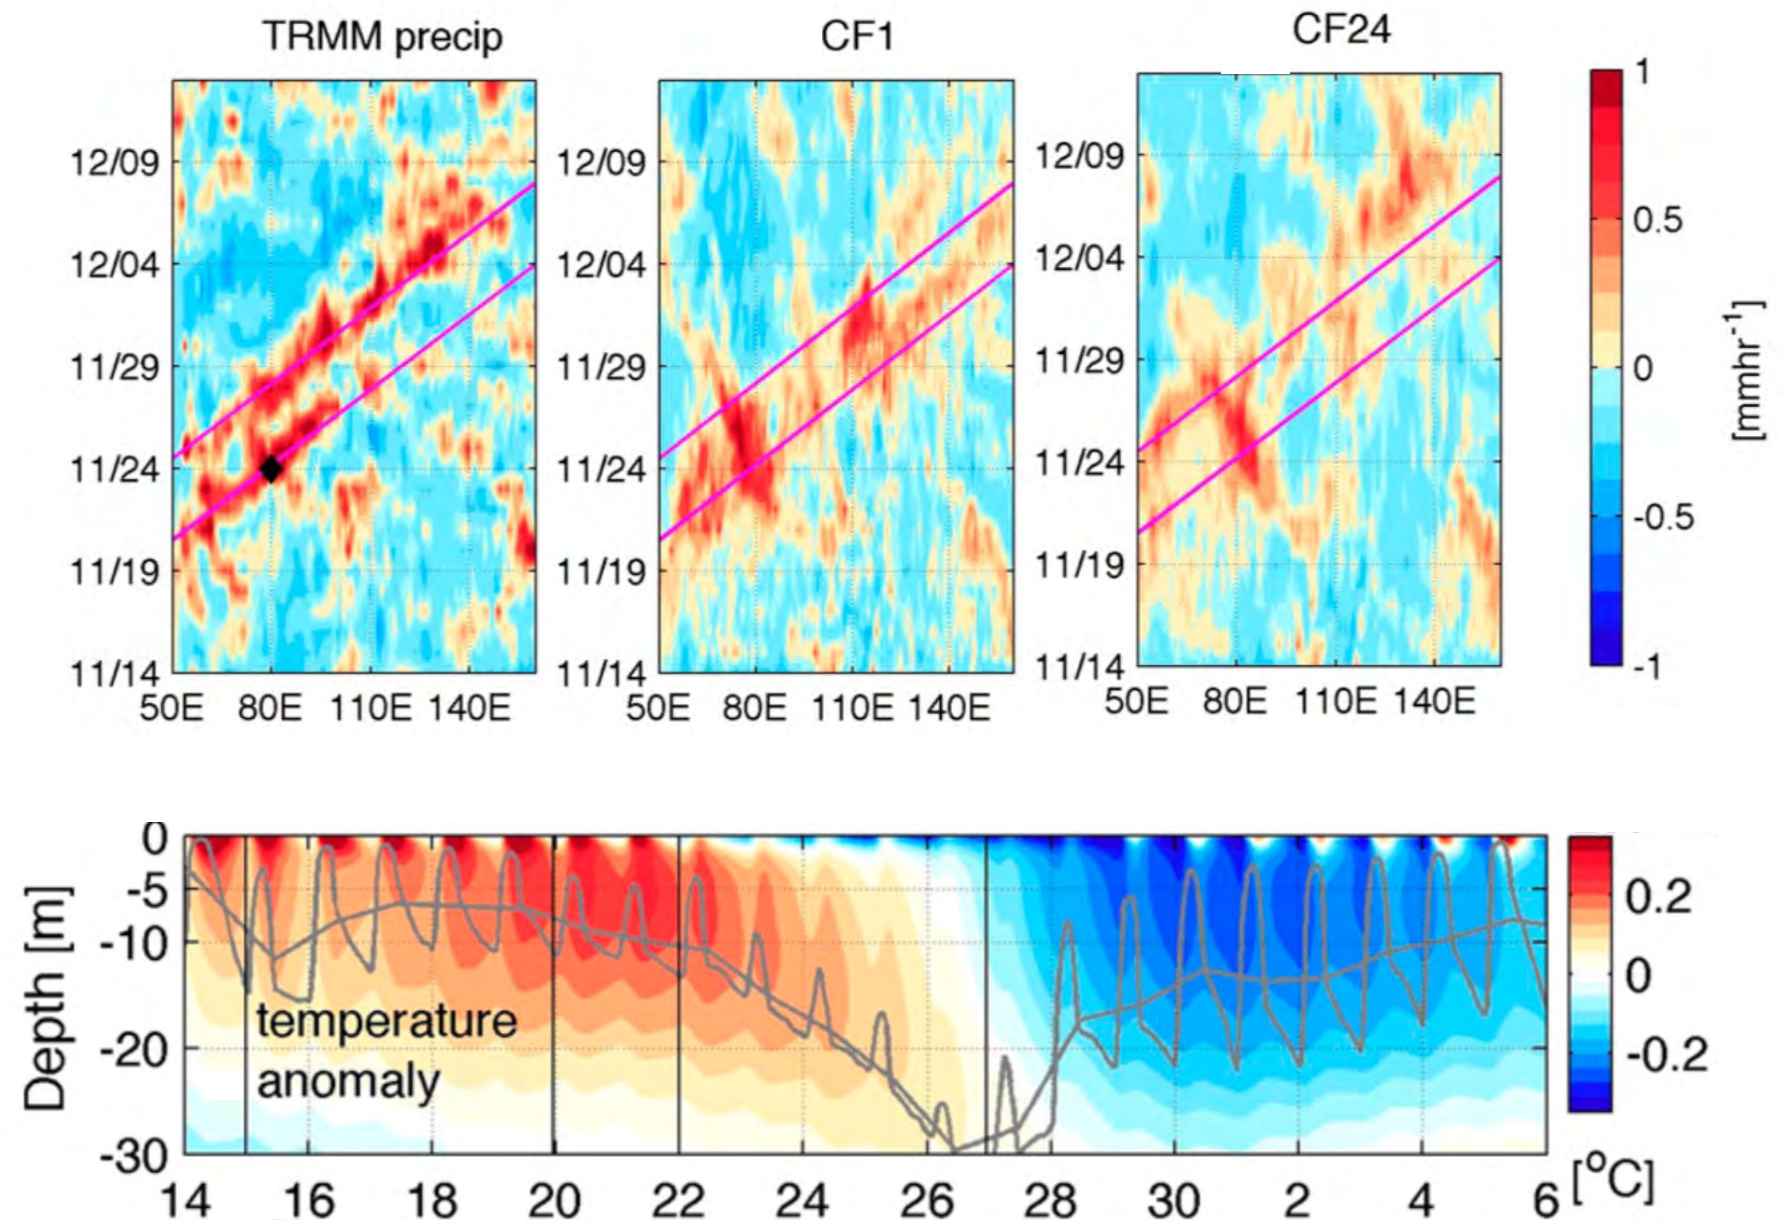 TRMM precip
CF1
CF24
12/09
12/04
11/29
11/24
11/19
11/14
50E 80E 110E 140E
12/09
12/04
11/29
11/24
11/19
11/14
50E 80E 110E 140E
12/09
12/04
11/29
11/24
11/19
11/14
50E 80E 110E 140E
1
0.5
0
-0.5
-1
[mmhr⁻¹]
Depth [m]
0
-5
-10
-20
-30
temperature
anomaly
14 16 18 20 22 24 26 28 30 2 4 6
0.2
0
-0.2
[°C]